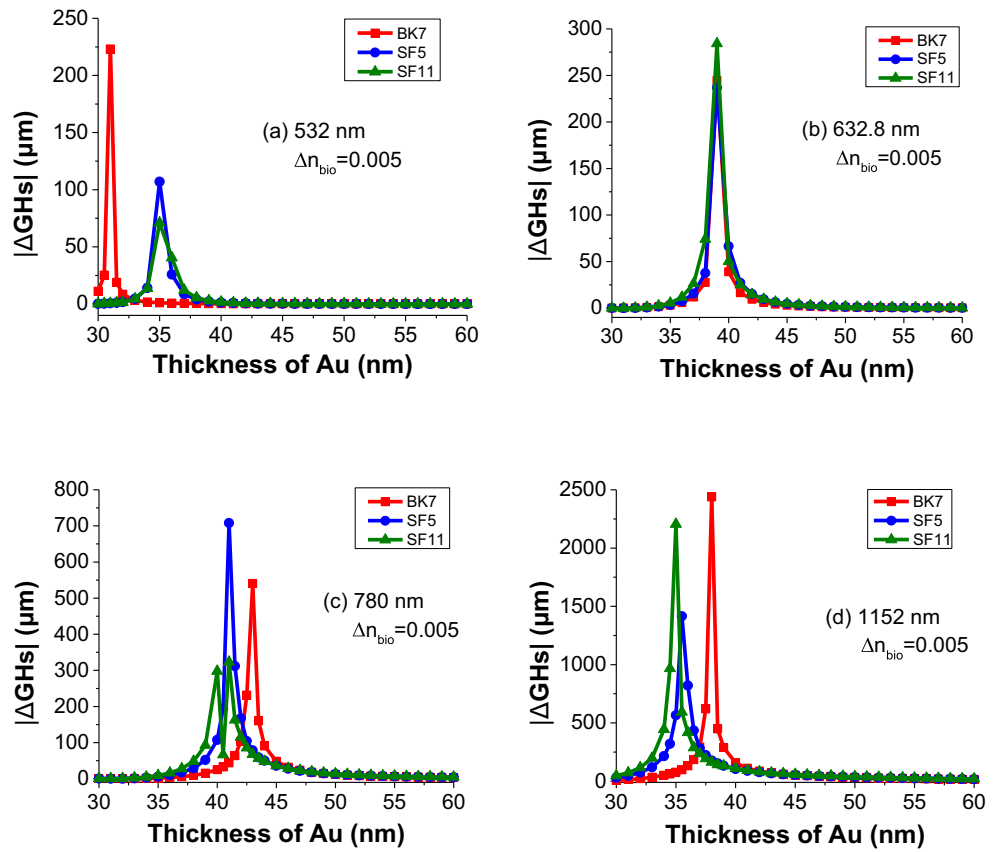 250
200
150
100
50
0
|ΔGHs| (µm)
BK7
SF5
SF11
(a) 532 nm
Δn_bio=0.005
30 35 40 45 50 55 60
Thickness of Au (nm)
300
250
200
150
100
50
0
|ΔGHs| (µm)
BK7
SF5
SF11
(b) 632.8 nm
Δn_bio=0.005
30 35 40 45 50 55 60
Thickness of Au (nm)
800
700
600
500
400
300
200
100
0
|ΔGHs| (µm)
BK7
SF5
SF11
(c) 780 nm
Δn_bio=0.005
30 35 40 45 50 55 60
Thickness of Au (nm)
2500
2000
1500
1000
500
0
|ΔGHs| (µm)
BK7
SF5
SF11
(d) 1152 nm
Δn_bio=0.005
30 35 40 45 50 55 60
Thickness of Au (nm)